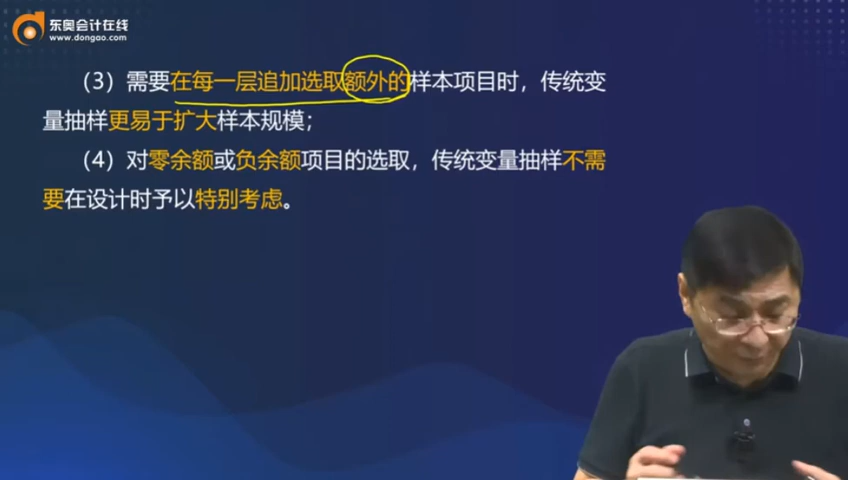 东奥会计在线
www.dongao.com
（3）需要在每一层追加选取额外的样本项目时，传统变
量抽样更易于扩大样本规模；
（4）对零余额或负余额项目的选取，传统变量抽样不需
要在设计时予以特别考虑。